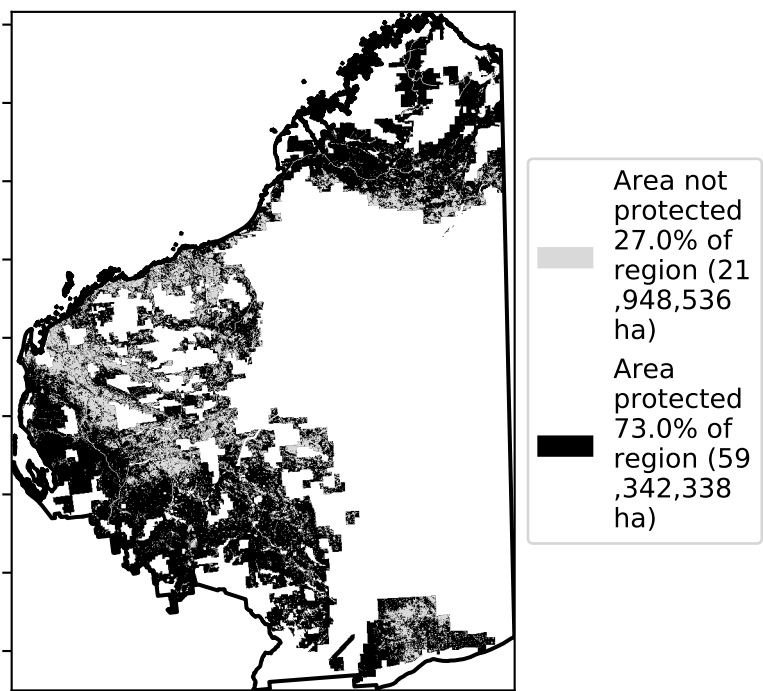 Area not
protected
27.0% of
region (21
,948,536
ha)
Area
protected
73.0% of
region (59
,342,338
ha)